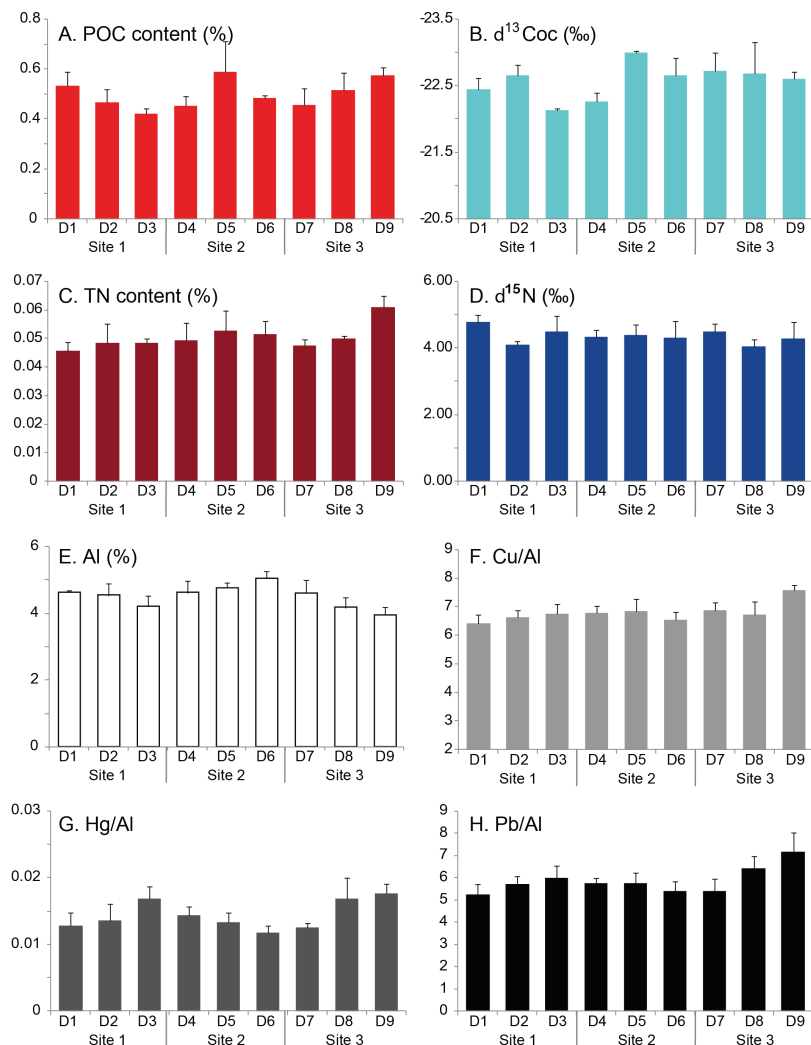 A. POC content (%)
0.8
0.6
0.4
0.2
0
D1 D2 D3 D4 D5 D6 D7 D8 D9
Site 1 Site 2 Site 3
B. d¹³Coc (‰)
-23.5
-22.5
-21.5
-20.5
D1 D2 D3 D4 D5 D6 D7 D8 D9
Site 1 Site 2 Site 3
C. TN content (%)
0.07
0.06
0.05
0.04
0.03
0.02
0.01
0
D1 D2 D3 D4 D5 D6 D7 D8 D9
Site 1 Site 2 Site 3
D. d¹⁵N (‰)
6.00
4.00
2.00
0.00
D1 D2 D3 D4 D5 D6 D7 D8 D9
Site 1 Site 2 Site 3
E. Al (%)
6
4
2
0
D1 D2 D3 D4 D5 D6 D7 D8 D9
Site 1 Site 2 Site 3
F. Cu/Al
9
8
7
6
5
4
3
2
D1 D2 D3 D4 D5 D6 D7 D8 D9
Site 1 Site 2 Site 3
G. Hg/Al
0.03
0.02
0.01
0
D1 D2 D3 D4 D5 D6 D7 D8 D9
Site 1 Site 2 Site 3
H. Pb/Al
9
8
7
6
5
4
3
2
1
0
D1 D2 D3 D4 D5 D6 D7 D8 D9
Site 1 Site 2 Site 3